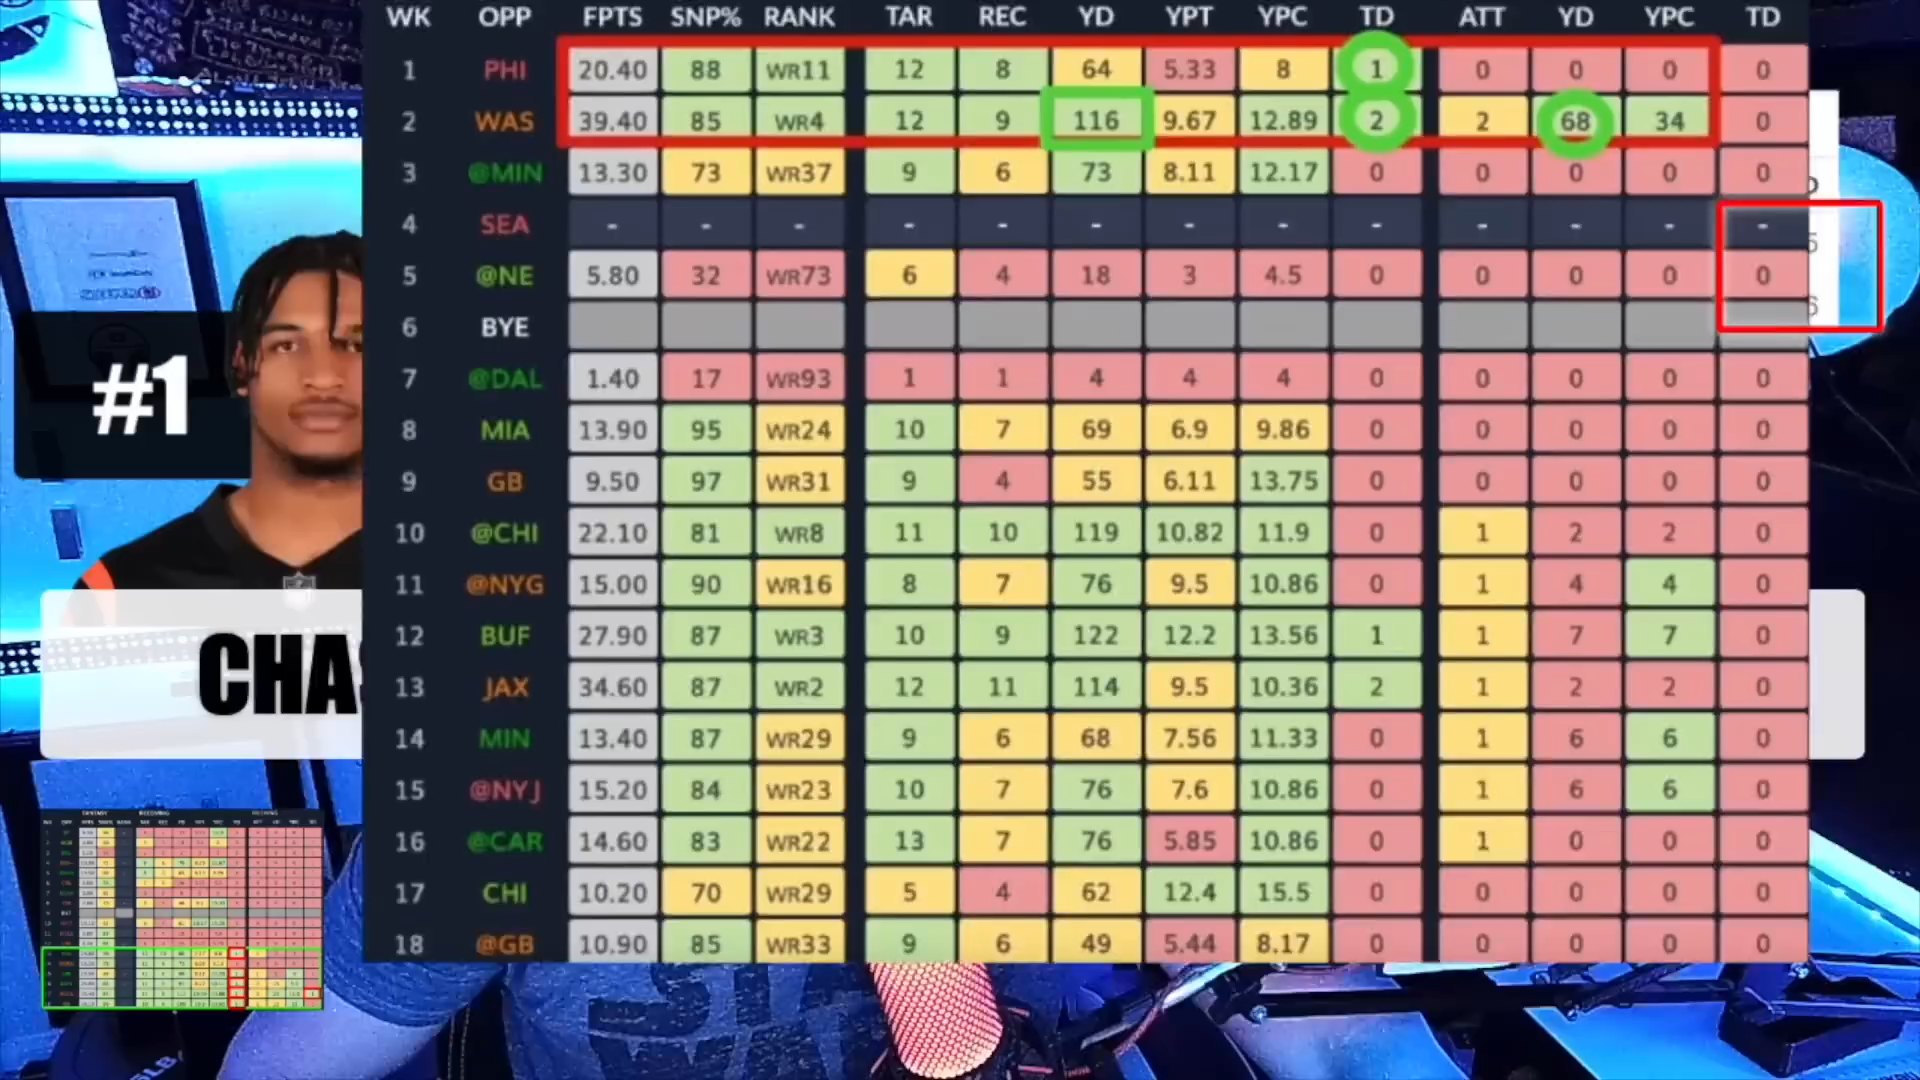 WK OPP FPTS SNP% RANK TAR REC YD YPT YPC TD ATT YD YPC TD
1 PHI 20.40 88 WR11 12 8 64 5.33 8 1 0 0 0 0
2 WAS 39.40 85 WR4 12 9 116 9.67 12.89 2 2 68 34 0
3 @MIN 13.30 73 WR37 9 6 73 8.11 12.17 0 0 0 0 0
4 SEA - - - - - - - - - - - - -
5 @NE 5.80 32 WR73 6 4 18 3 4.5 0 0 0 0 0
6 BYE
7 @DAL 1.40 17 WR93 1 1 4 4 4 0 0 0 0 0
8 MIA 13.90 95 WR24 10 7 69 6.9 9.86 0 0 0 0 0
9 GB 9.50 97 WR31 9 4 55 6.11 13.75 0 0 0 0 0
10 @CHI 22.10 81 WR8 11 10 119 10.82 11.9 0 1 2 2 0
11 @NYG 15.00 90 WR16 8 7 76 9.5 10.86 0 1 4 4 0
12 BUF 27.90 87 WR3 10 9 122 12.2 13.56 1 1 7 7 0
13 JAX 34.60 87 WR2 12 11 114 9.5 10.36 2 1 2 2 0
14 MIN 13.40 87 WR29 9 6 68 7.56 11.33 0 1 6 6 0
15 @NYJ 15.20 84 WR23 10 7 76 7.6 10.86 0 1 6 6 0
16 @CAR 14.60 83 WR22 13 7 76 5.85 10.86 0 1 0 0 0
17 CHI 10.20 70 WR29 5 4 62 12.4 15.5 0 0 0 0 0
18 @GB 10.90 85 WR33 9 6 49 5.44 8.17 0 0 0 0 0
#1
CHAS